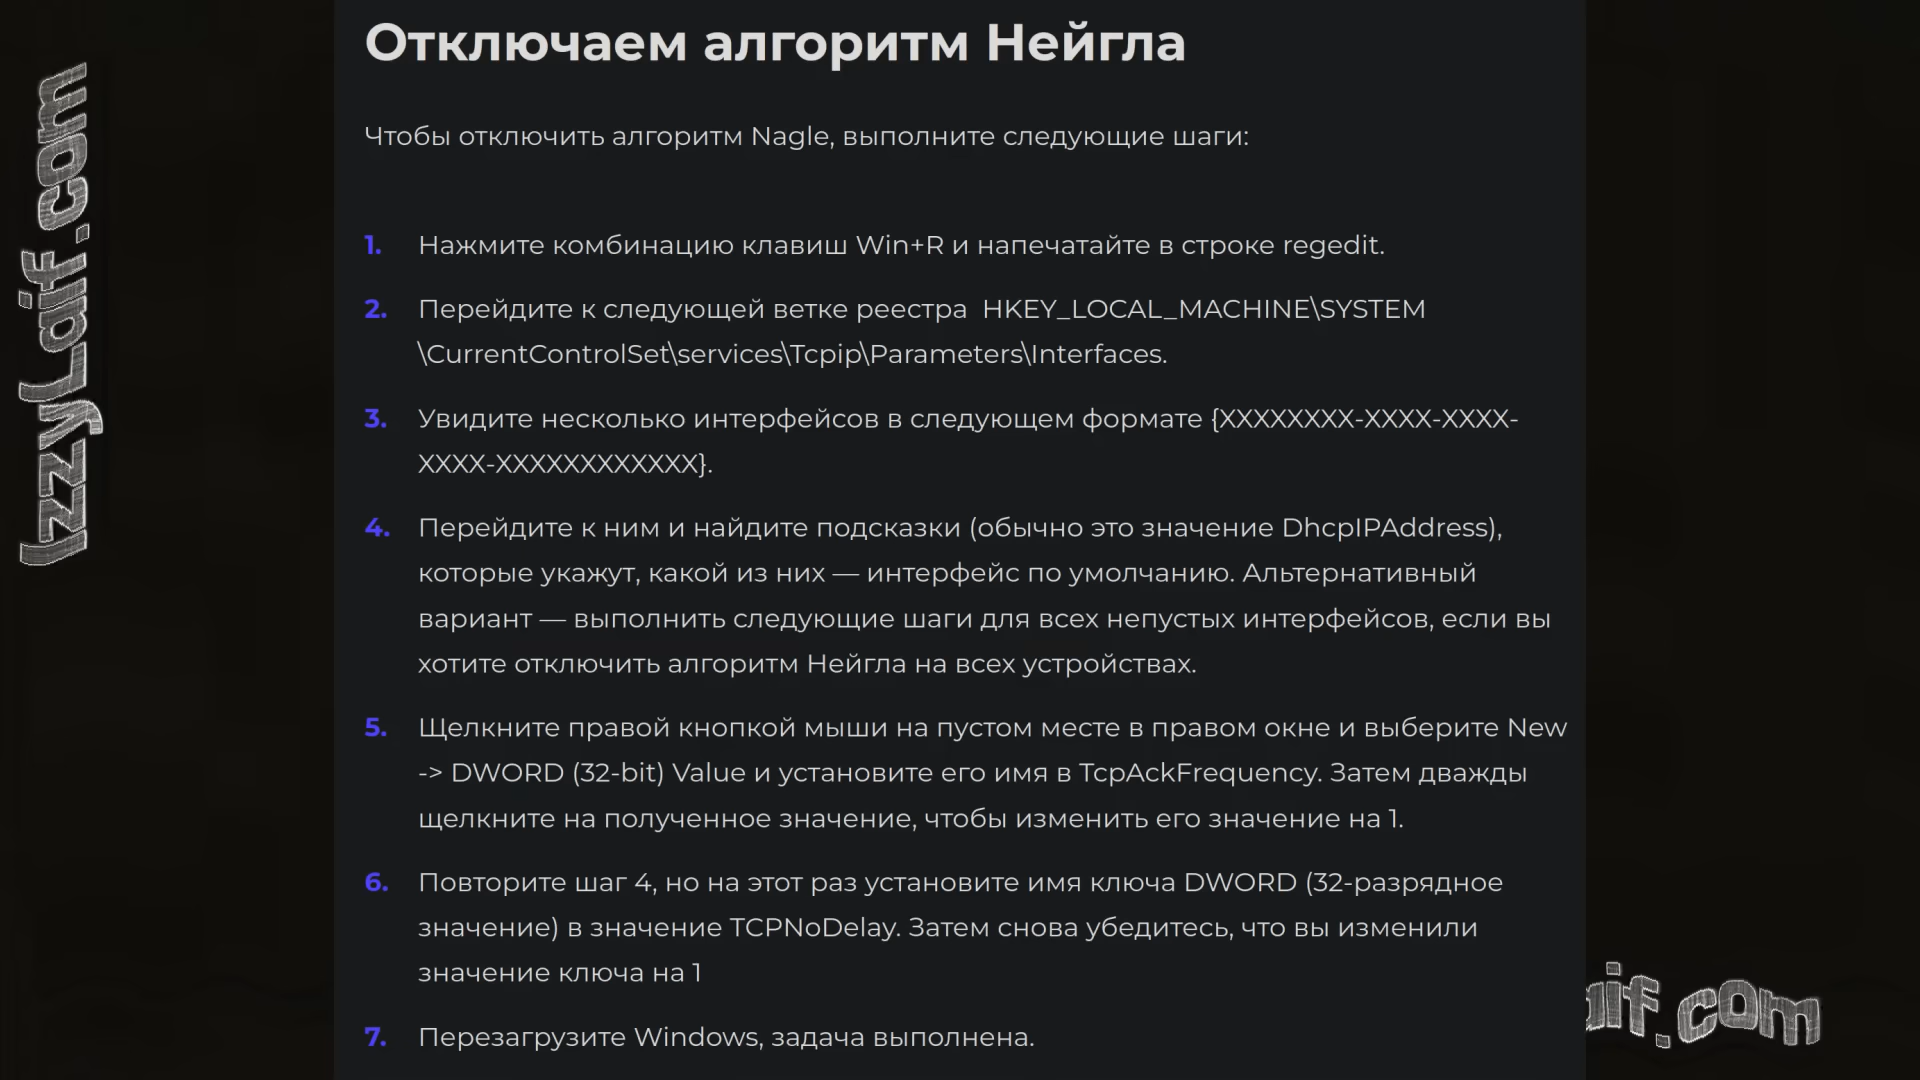 Отключаем алгоритм Нейгла
Чтобы отключить алгоритм Nagle, выполните следующие шаги:
1. Нажмите комбинацию клавиш Win+R и напечатайте в строке regedit.
2. Перейдите к следующей ветке реестра  HKEY_LOCAL_MACHINE\SYSTEM
\CurrentControlSet\services\Tcpip\Parameters\Interfaces.
3. Увидите несколько интерфейсов в следующем формате {XXXXXXXX-XXXX-XXXX-
XXXX-XXXXXXXXXXXX}.
4. Перейдите к ним и найдите подсказки (обычно это значение DhcpIPAddress),
которые укажут, какой из них — интерфейс по умолчанию. Альтернативный
вариант — выполнить следующие шаги для всех непустых интерфейсов, если вы
хотите отключить алгоритм Нейгла на всех устройствах.
5. Щелкните правой кнопкой мыши на пустом месте в правом окне и выберите New
-> DWORD (32-bit) Value и установите его имя в TcpAckFrequency. Затем дважды
щелкните на полученное значение, чтобы изменить его значение на 1.
6. Повторите шаг 4, но на этот раз установите имя ключа DWORD (32-разрядное
значение) в значение TCPNoDelay. Затем снова убедитесь, что вы изменили
значение ключа на 1
7. Перезагрузите Windows, задача выполнена.
IzzyLaif.com
aif.com